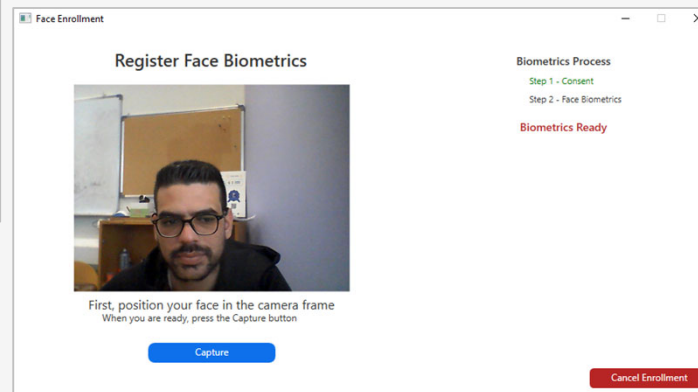 Face Enrollment
Register Face Biometrics
First, position your face in the camera frame
When you are ready, press the Capture button
Capture
Biometrics Process
Step 1 - Consent
Step 2 - Face Biometrics
Biometrics Ready
Cancel Enrollment